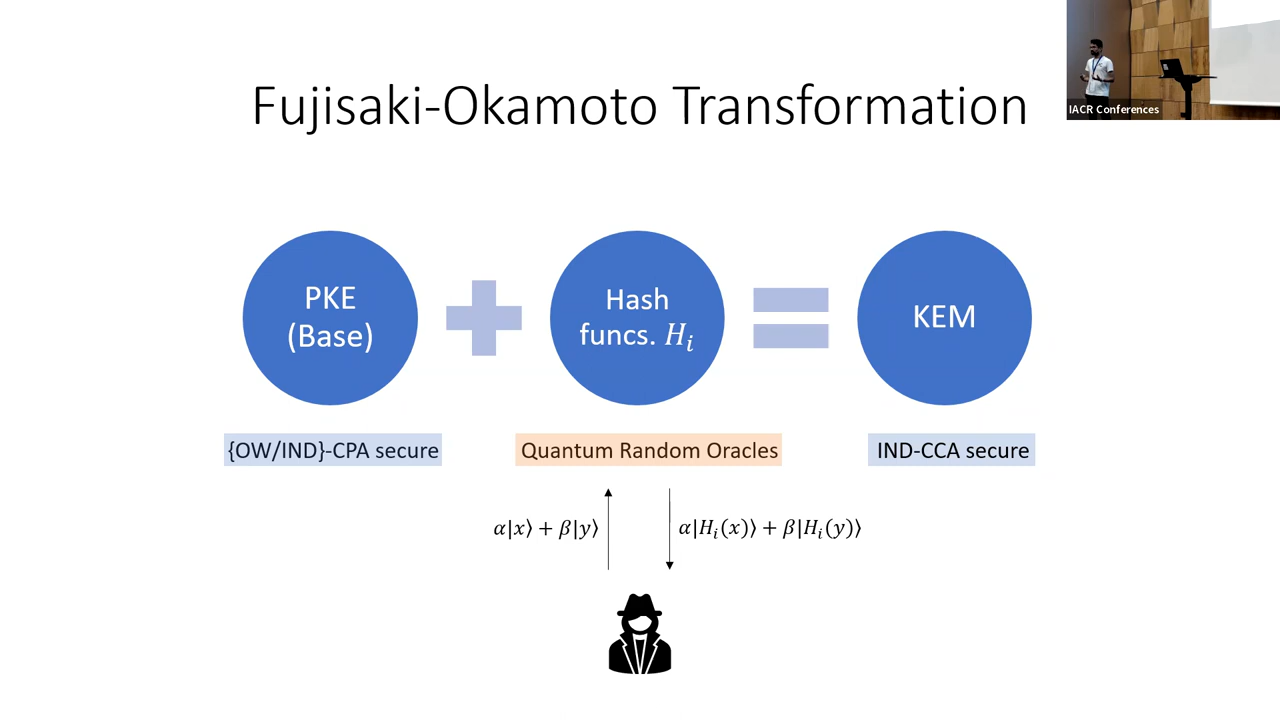 IACR Conferences
Fujisaki-Okamoto Transformation
PKE
(Base)
Hash
funcs. H_i
KEM
{OW/IND}-CPA secure
Quantum Random Oracles
IND-CCA secure
α|x⟩ + β|y⟩
α|H_i(x)⟩ + β|H_i(y)⟩